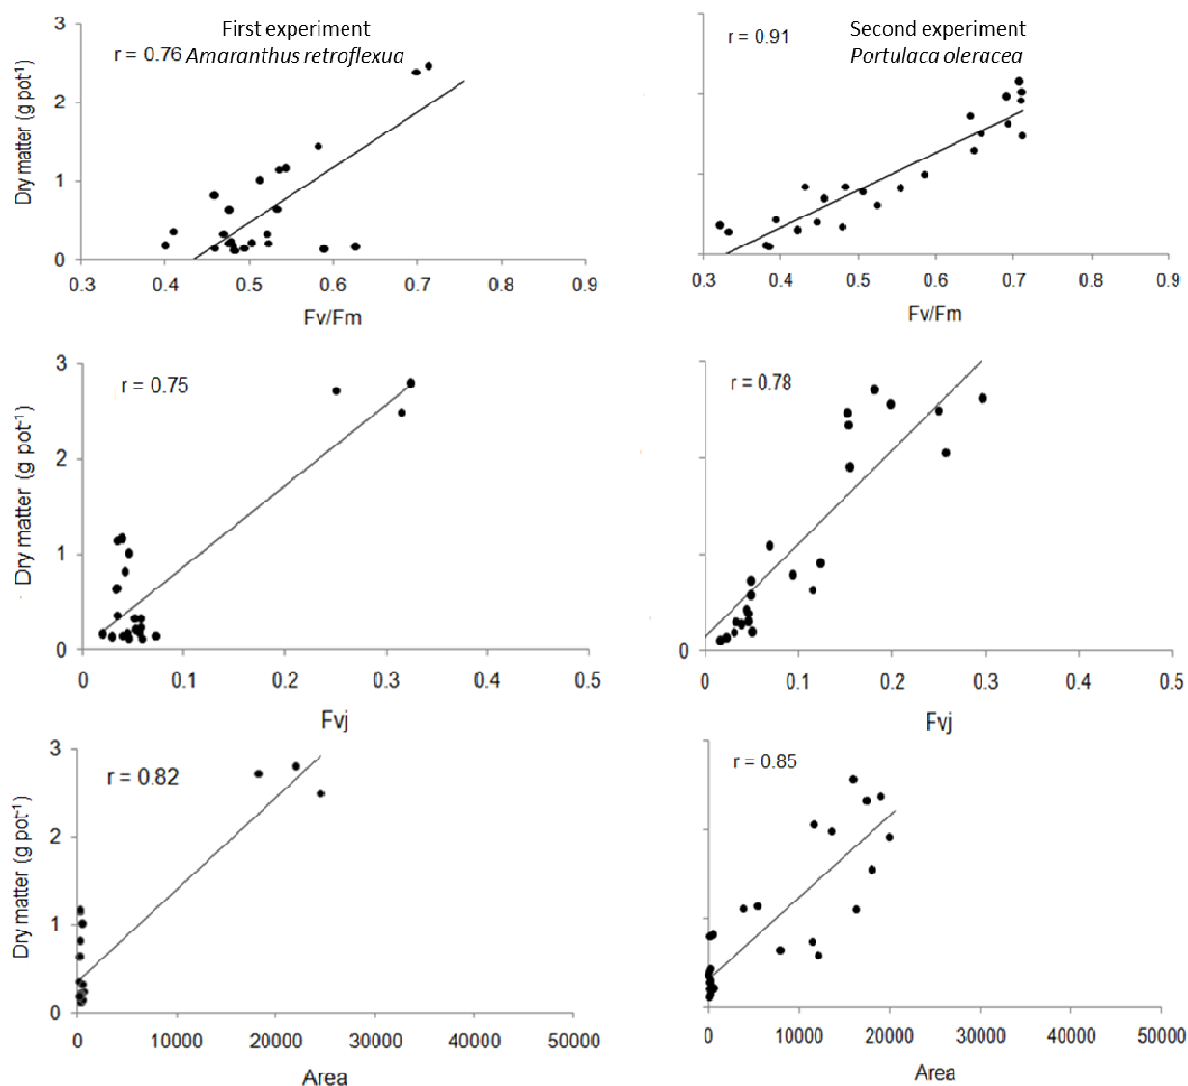 First experiment
Amaranthus retroflexua
r = 0.76
Dry matter (g pot-1)
3
2
1
0
0.3 0.4 0.5 0.6 0.7 0.8 0.9
Fv/Fm
Second experiment
Portulaca oleracea
r = 0.91
0.3 0.4 0.5 0.6 0.7 0.8 0.9
Fv/Fm
r = 0.75
Dry matter (g pot-1)
3
2
1
0
0 0.1 0.2 0.3 0.4 0.5
Fvj
r = 0.78
0
0 0.1 0.2 0.3 0.4 0.5
Fvj
r = 0.82
Dry matter (g pot-1)
3
2
1
0
0 10000 20000 30000 40000 50000
Area
r = 0.85
0 10000 20000 30000 40000 50000
Area